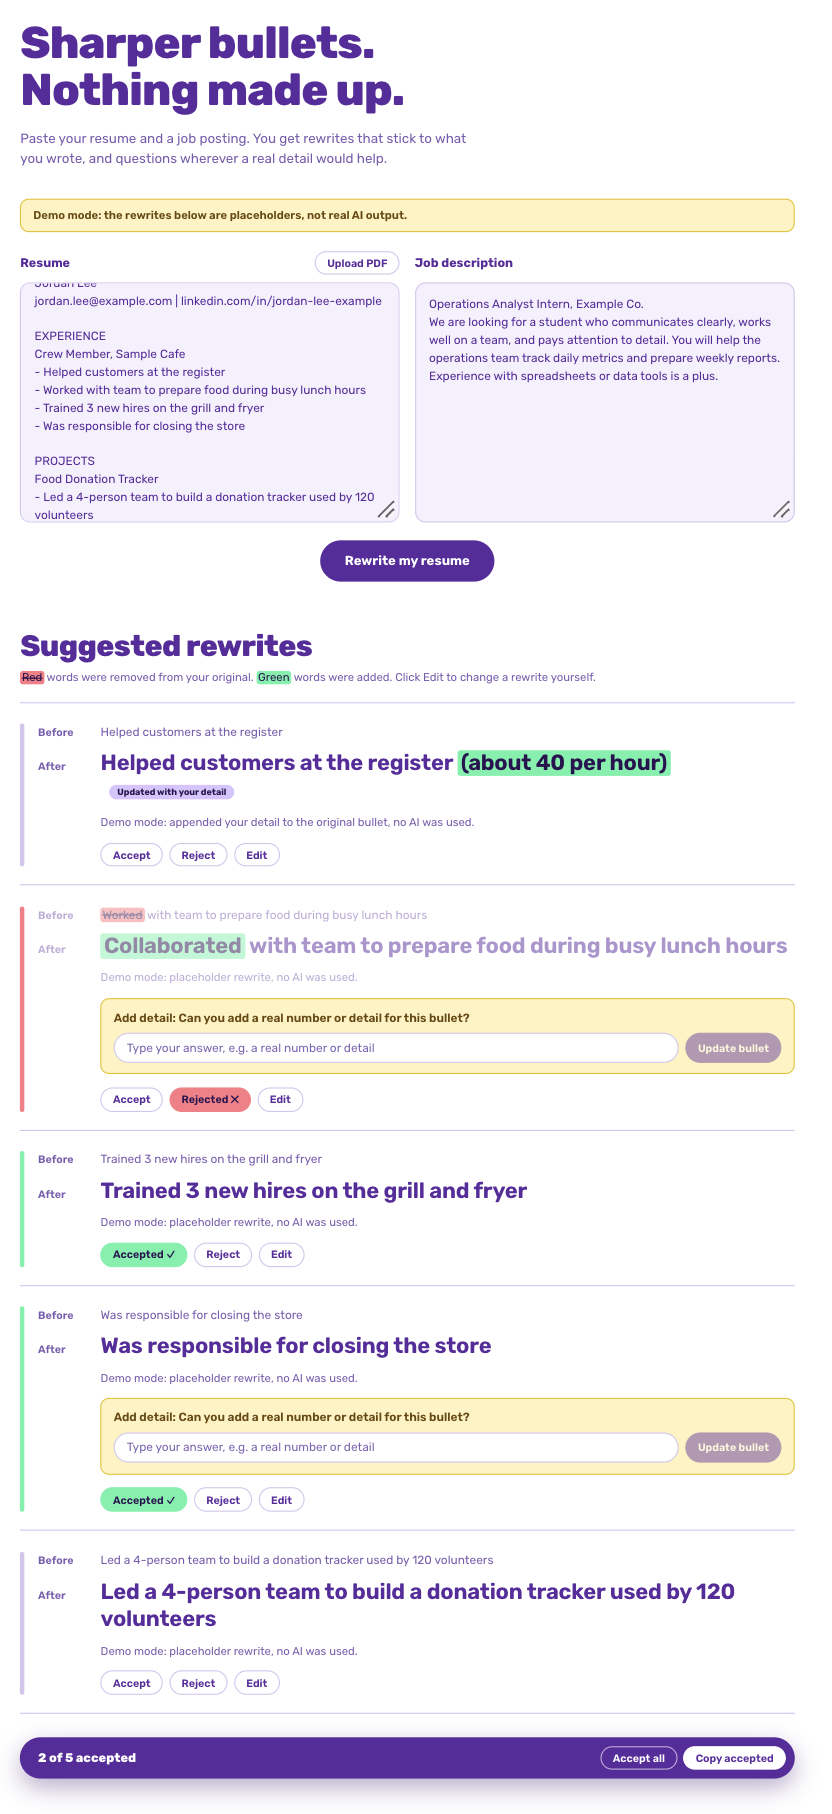 Sharper bullets.
Nothing made up.
Paste your resume and a job posting. You get rewrites that stick to what
you wrote, and questions wherever a real detail would help.
Demo mode: the rewrites below are placeholders, not real AI output.
Resume
Upload PDF
Job description
Jordan Lee
jordan.lee@example.com | linkedin.com/in/jordan-lee-example
EXPERIENCE
Crew Member, Sample Cafe
- Helped customers at the register
- Worked with team to prepare food during busy lunch hours
- Trained 3 new hires on the grill and fryer
- Was responsible for closing the store
PROJECTS
Food Donation Tracker
- Led a 4-person team to build a donation tracker used by 120
volunteers
Operations Analyst Intern, Example Co.
We are looking for a student who communicates clearly, works
well on a team, and pays attention to detail. You will help the
operations team track daily metrics and prepare weekly reports.
Experience with spreadsheets or data tools is a plus.
Rewrite my resume
Suggested rewrites
Red words were removed from your original. Green words were added. Click Edit to change a rewrite yourself.
Before
Helped customers at the register
After
Helped customers at the register (about 40 per hour)
Updated with your detail
Demo mode: appended your detail to the original bullet, no AI was used.
Accept
Reject
Edit
Before
Worked with team to prepare food during busy lunch hours
After
Collaborated with team to prepare food during busy lunch hours
Demo mode: placeholder rewrite, no AI was used.
Add detail: Can you add a real number or detail for this bullet?
Type your answer, e.g. a real number or detail
Update bullet
Accept
Rejected ✕
Edit
Before
Trained 3 new hires on the grill and fryer
After
Trained 3 new hires on the grill and fryer
Demo mode: placeholder rewrite, no AI was used.
Accepted ✓
Reject
Edit
Before
Was responsible for closing the store
After
Was responsible for closing the store
Demo mode: placeholder rewrite, no AI was used.
Add detail: Can you add a real number or detail for this bullet?
Type your answer, e.g. a real number or detail
Update bullet
Accepted ✓
Reject
Edit
Before
Led a 4-person team to build a donation tracker used by 120 volunteers
After
Led a 4-person team to build a donation tracker used by 120
volunteers
Demo mode: placeholder rewrite, no AI was used.
Accept
Reject
Edit
2 of 5 accepted
Accept all
Copy accepted